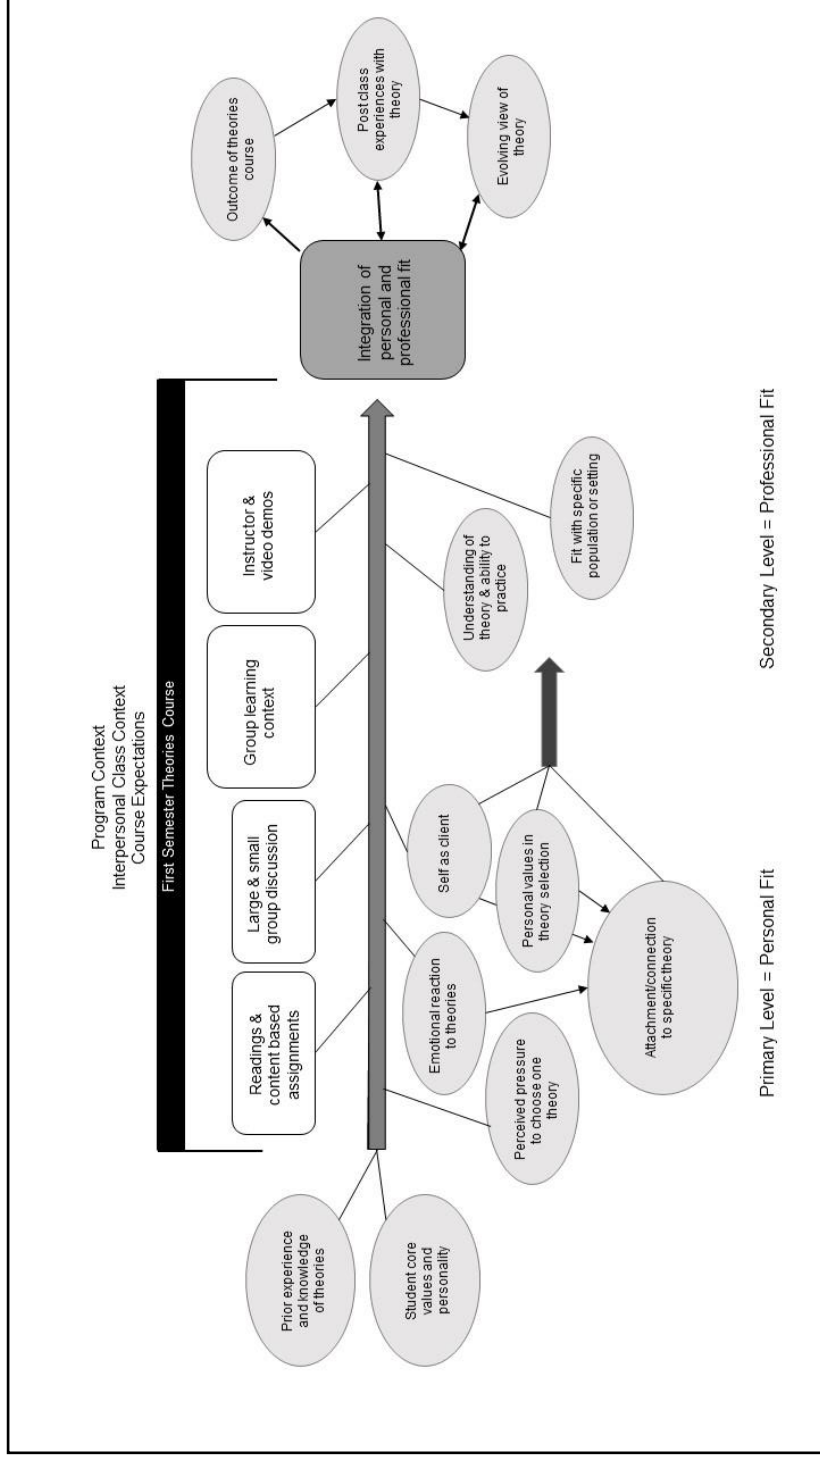 Program Context
Interpersonal Class Context
Course Expectations
First Semester Theories Course
Readings &
content based
assignments
Large & small
group discussion
Group learning
context
Instructor &
video demos
Prior experience
and knowledge
of theories
Student core
values and
personality
Perceived pressure
to choose one
theory
Emotional reaction
to theories
Self as client
Personal values in
theory selection
Attachment/connection
to specific theory
Understanding of
theory & ability to
practice
Fit with specific
population or setting
Integration of
personal and
professional fit
Outcome of theories
course
Post class
experiences with
theory
Evolving view of
theory
Primary Level = Personal Fit
Secondary Level = Professional Fit